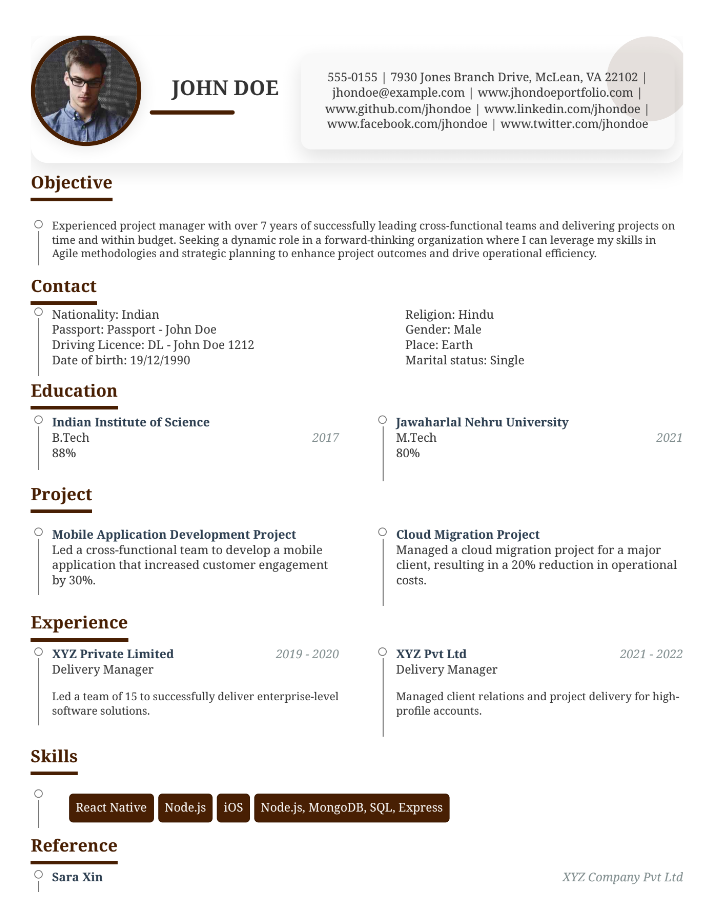 JOHN DOE
555-0155 | 7930 Jones Branch Drive, McLean, VA 22102 |
jhondoe@example.com | www.jhondoeportfolio.com |
www.github.com/jhondoe | www.linkedin.com/jhondoe |
www.facebook.com/jhondoe | www.twitter.com/jhondoe
Objective
Experienced project manager with over 7 years of successfully leading cross-functional teams and delivering projects on
time and within budget. Seeking a dynamic role in a forward-thinking organization where I can leverage my skills in
Agile methodologies and strategic planning to enhance project outcomes and drive operational efficiency.
Contact
Nationality: Indian
Passport: Passport - John Doe
Driving Licence: DL - John Doe 1212
Date of birth: 19/12/1990
Religion: Hindu
Gender: Male
Place: Earth
Marital status: Single
Education
Indian Institute of Science
B.Tech 2017
88%
Jawaharlal Nehru University
M.Tech 2021
80%
Project
Mobile Application Development Project
Led a cross-functional team to develop a mobile
application that increased customer engagement
by 30%.
Cloud Migration Project
Managed a cloud migration project for a major
client, resulting in a 20% reduction in operational
costs.
Experience
XYZ Private Limited 2019 - 2020
Delivery Manager
Led a team of 15 to successfully deliver enterprise-level
software solutions.
XYZ Pvt Ltd 2021 - 2022
Delivery Manager
Managed client relations and project delivery for high-
profile accounts.
Skills
React Native Node.js iOS Node.js, MongoDB, SQL, Express
Reference
Sara Xin XYZ Company Pvt Ltd